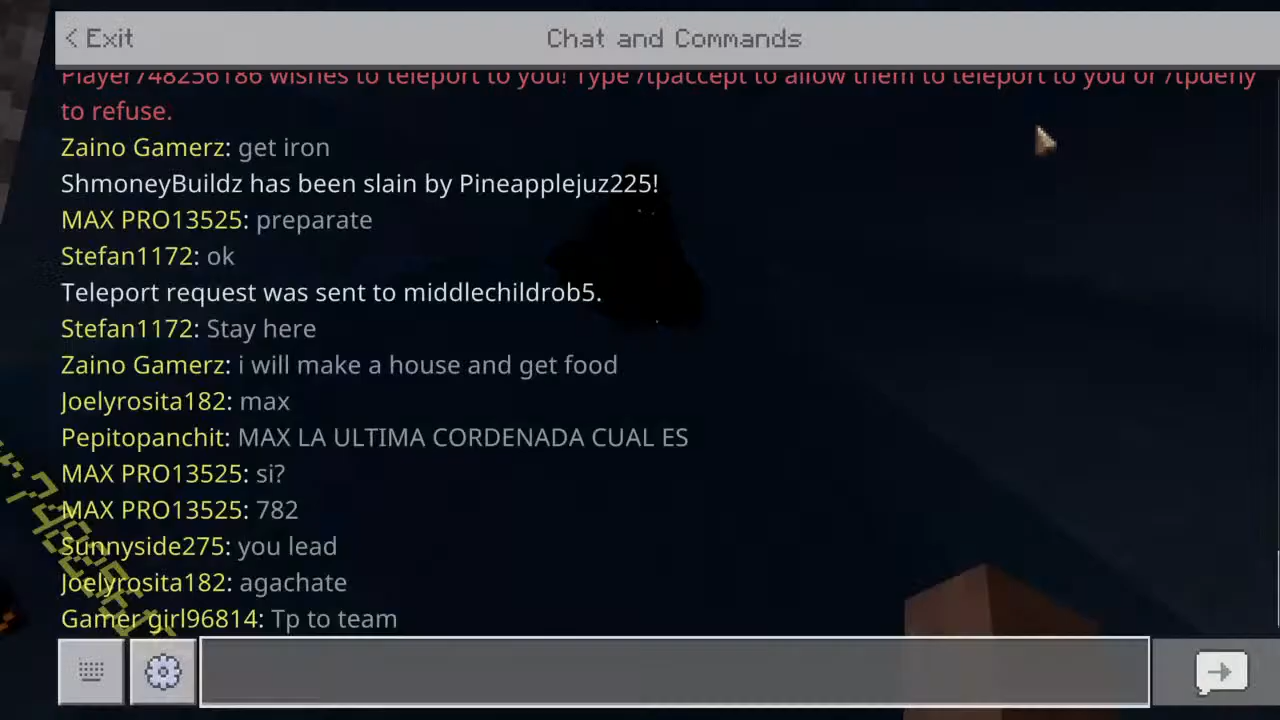 < Exit
Chat and Commands
Player748256186 wishes to teleport to you! Type /tpaccept to allow them to teleport to you or /tpdeny
to refuse.
Zaino Gamerz: get iron
ShmoneyBuildz has been slain by Pineapplejuz225!
MAX PRO13525: preparate
Stefan1172: ok
Teleport request was sent to middlechildrob5.
Stefan1172: Stay here
Zaino Gamerz: i will make a house and get food
Joelyrosita182: max
Pepitopanchit: MAX LA ULTIMA CORDENADA CUAL ES
MAX PRO13525: si?
MAX PRO13525: 782
Sunnyside275: you lead
Joelyrosita182: agachate
Gamer girl96814: Tp to team